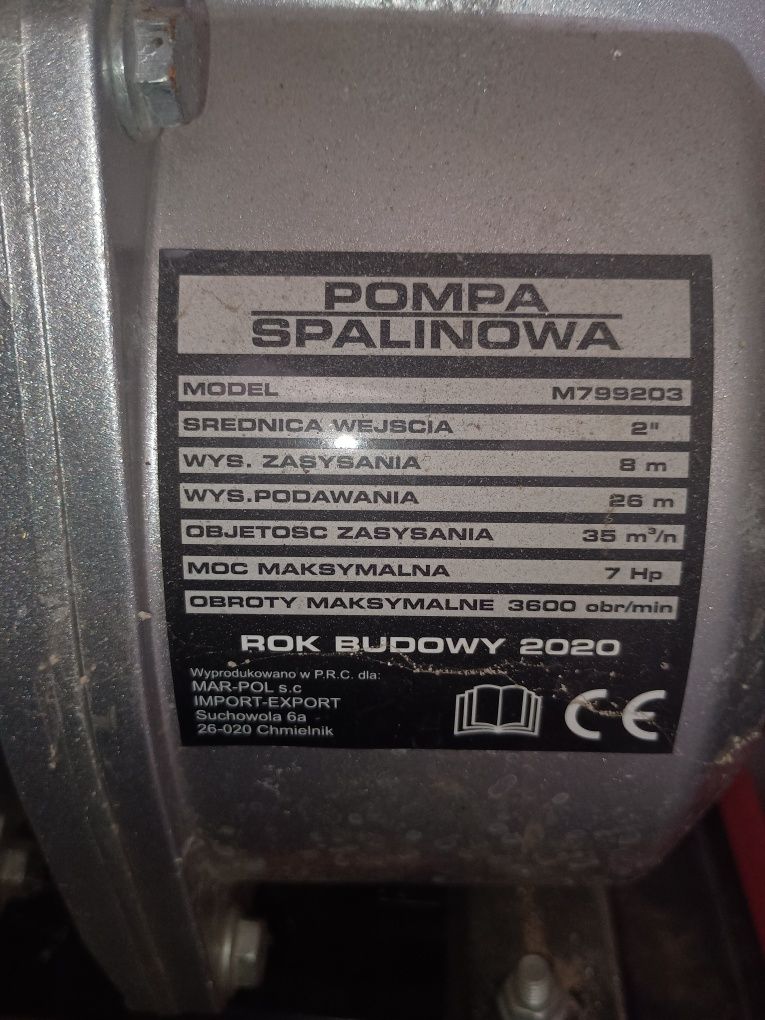 POMPA
SPALINOWA
MODEL M799203
SREDNICA WEJSCIA 2"
WYS. ZASYSANIA 8 m
WYS.PODAWANIA 26 m
OBJETOSC ZASYSANIA 35 m³/n
MOC MAKSYMALNA 7 Hp
OBROTY MAKSYMALNE 3600 obr/min
ROK BUDOWY 2020
Wyprodukowano w P.R.C. dla:
MAR-POL s.c
IMPORT-EXPORT
Suchowola 6a
26-020 Chmielnik
CE